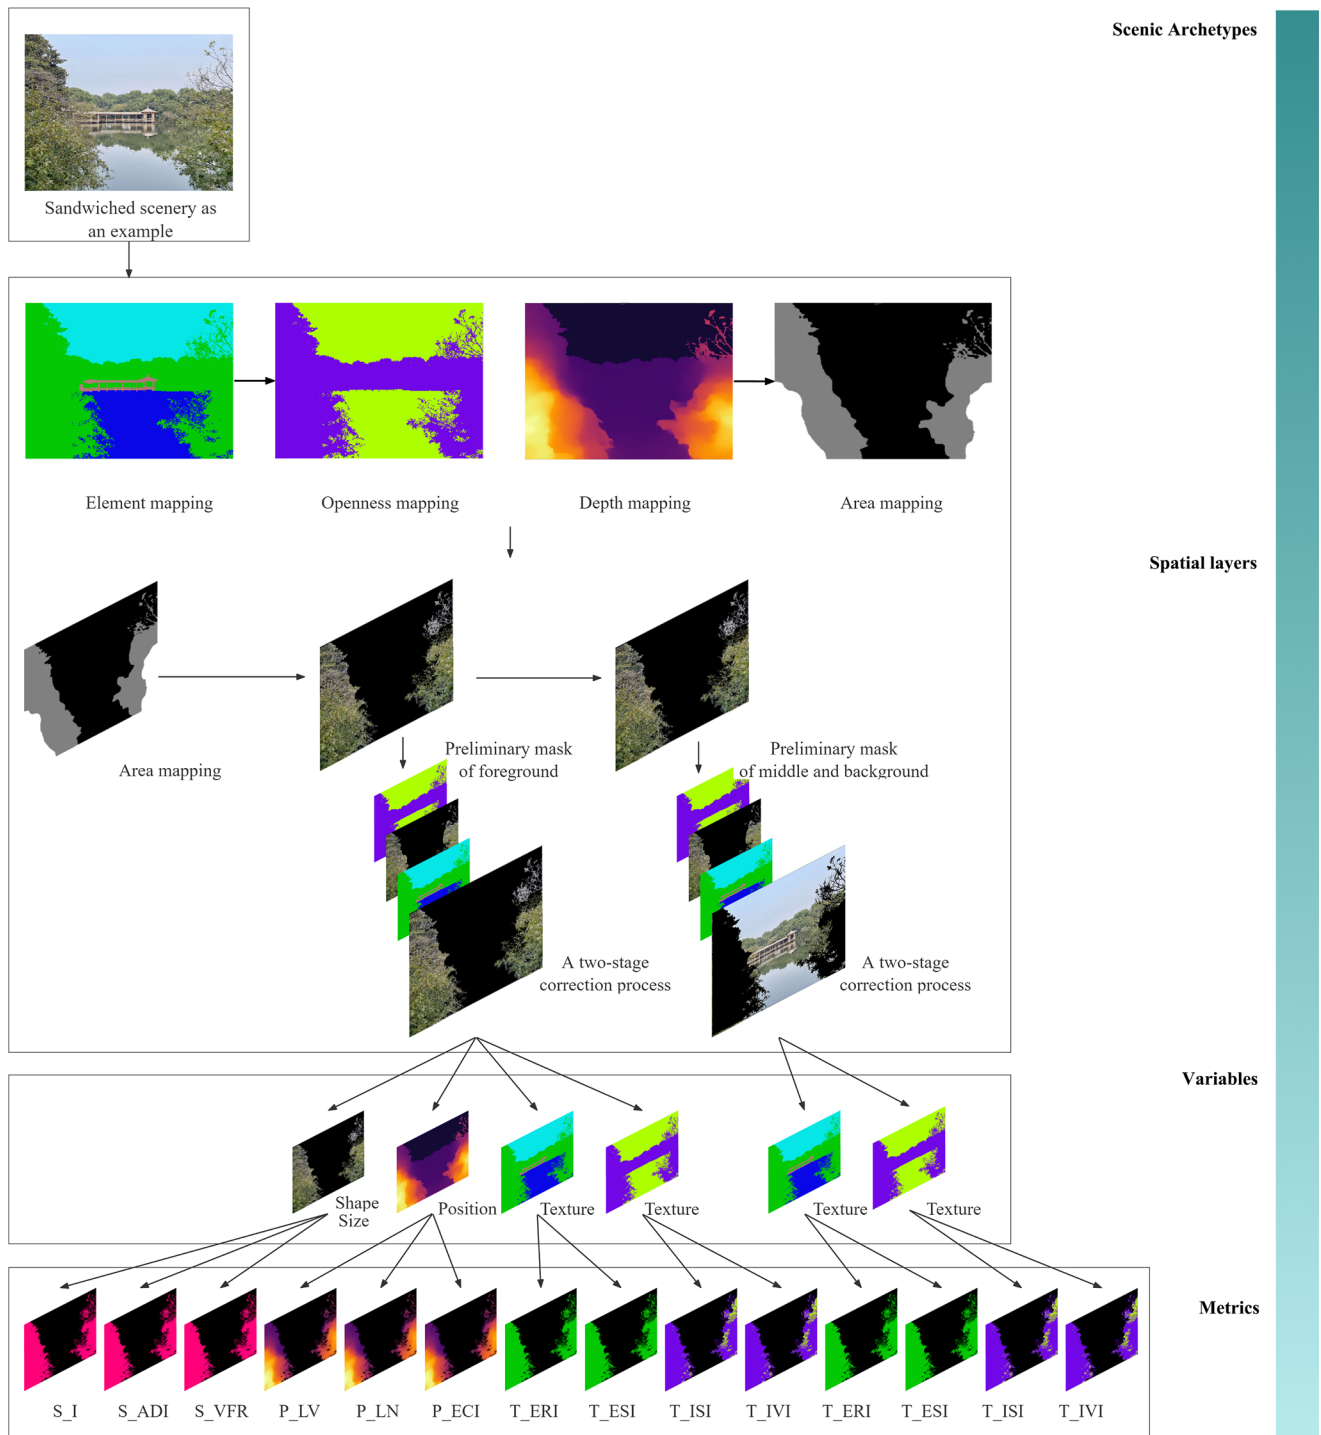 Scenic Archetypes
Sandwiched scenery as
an example
Element mapping
Openness mapping
Depth mapping
Area mapping
Spatial layers
Area mapping
Preliminary mask
of foreground
Preliminary mask
of middle and background
A two-stage
correction process
A two-stage
correction process
Variables
Shape
Size
Position
Texture
Texture
Texture
Texture
Metrics
S_I
S_ADI
S_VFR
P_LV
P_LN
P_ECI
T_ERI
T_ESI
T_ISI
T_IVI
T_ERI
T_ESI
T_ISI
T_IVI